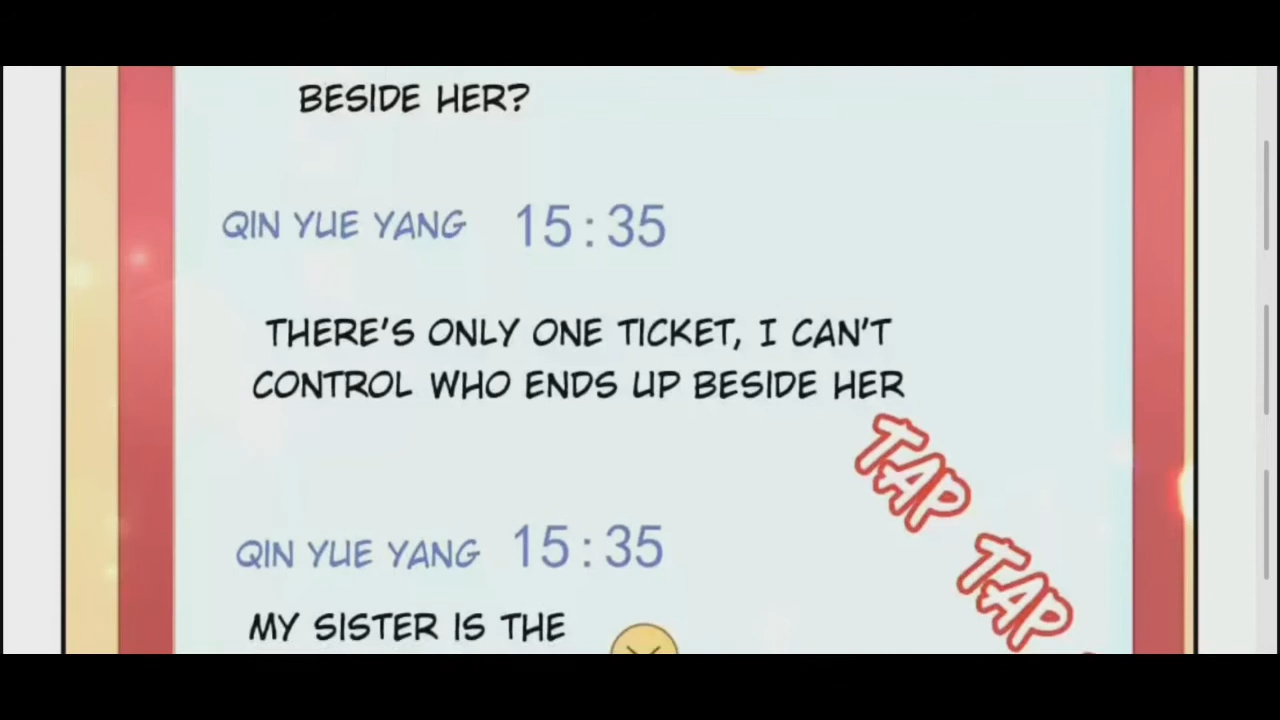 BESIDE HER?
QIN YUE YANG 15:35
THERE'S ONLY ONE TICKET, I CAN'T
CONTROL WHO ENDS UP BESIDE HER
TAP
TAP
QIN YUE YANG 15:35
MY SISTER IS THE